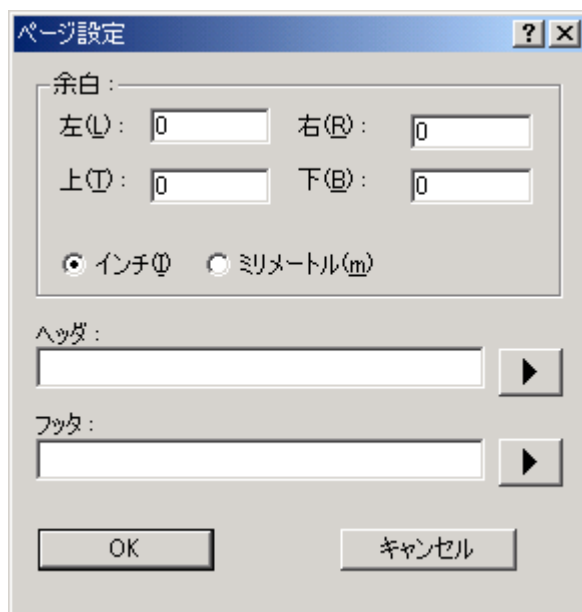 ページ設定
余白:
左(L): 0 右(R): 0
上(T): 0 下(B): 0
インチ(I) ミリメートル(m)
ヘッダ:
フッタ:
OK キャンセル